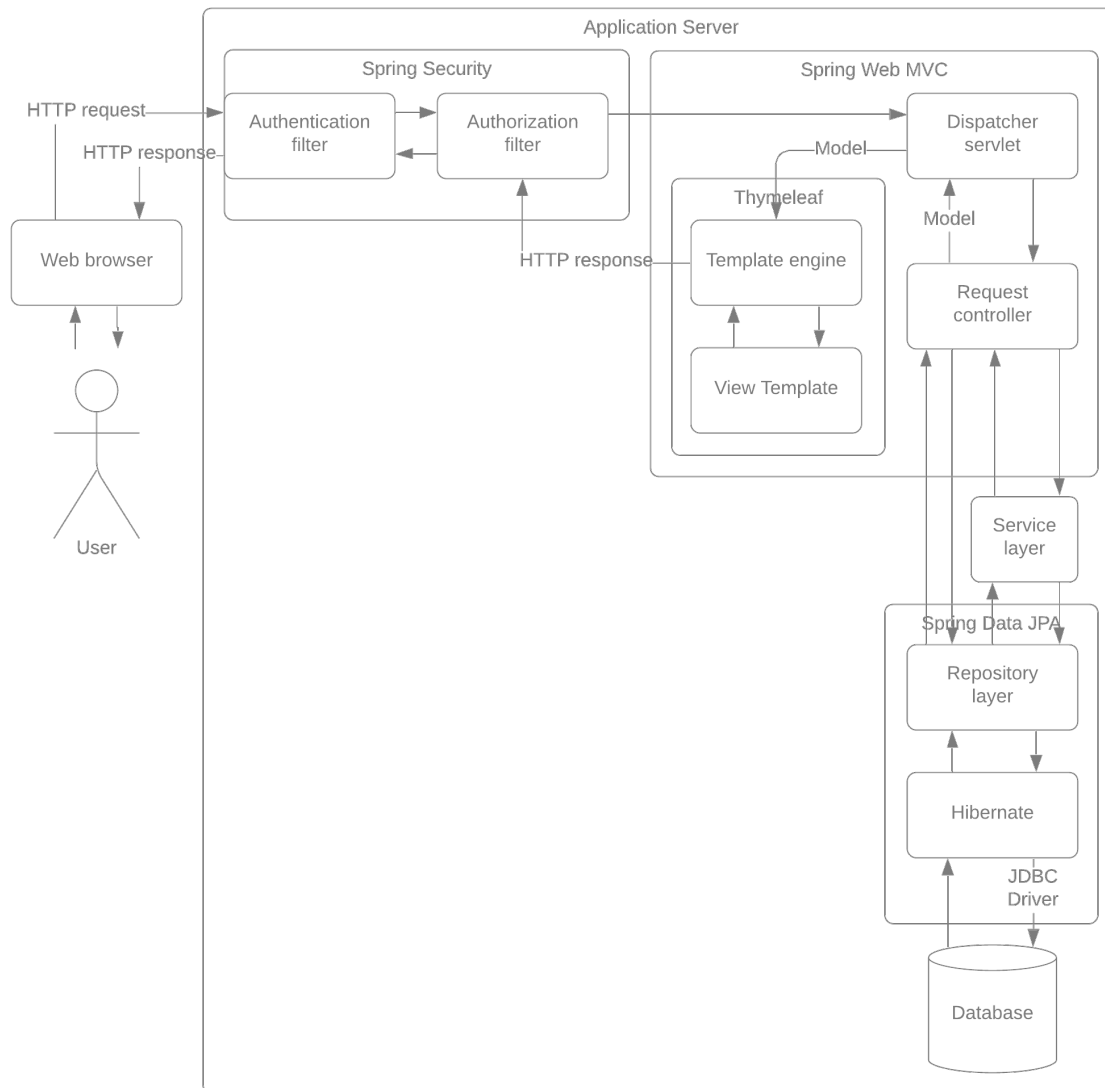 Application Server
Spring Security
Spring Web MVC
HTTP request
Authentication
filter
Authorization
filter
Dispatcher
servlet
HTTP response
Model
Thymeleaf
Model
Web browser
HTTP response
Template engine
Request
controller
View Template
User
Service
layer
Spring Data JPA
Repository
layer
Hibernate
JDBC
Driver
Database